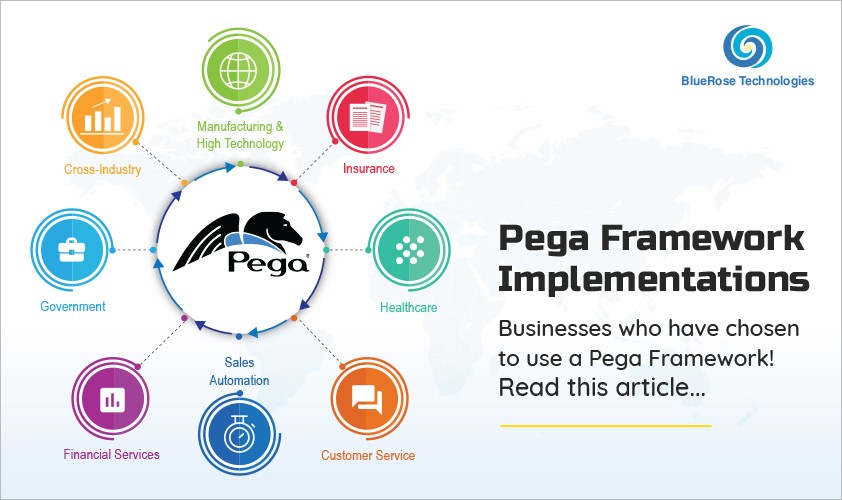 BlueRose Technologies
Manufacturing &
High Technology
Cross-Industry
Insurance
Pega
Government
Healthcare
Sales
Automation
Financial Services
Customer Service
Pega Framework
Implementations
Businesses who have chosen
to use a Pega Framework!
Read this article...